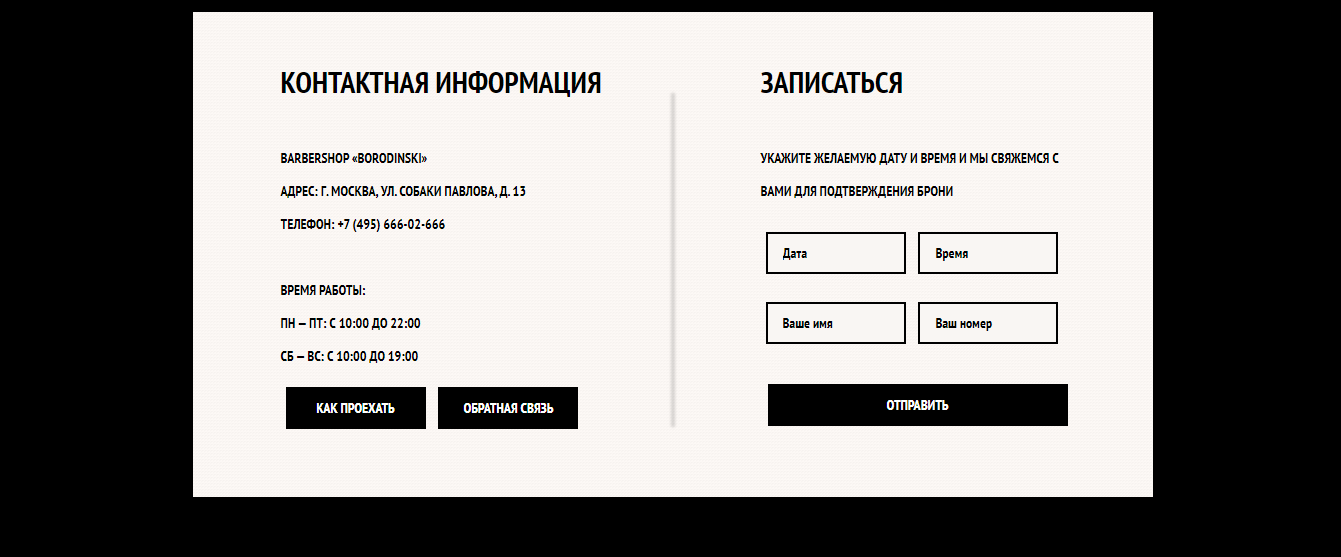 КОНТАКТНАЯ ИНФОРМАЦИЯ
BARBERSHOP «BORODINSKI»
АДРЕС: Г. МОСКВА, УЛ. СОБАКИ ПАВЛОВА, Д. 13
ТЕЛЕФОН: +7 (495) 666-02-666
ВРЕМЯ РАБОТЫ:
ПН — ПТ: С 10:00 ДО 22:00
СБ — ВС: С 10:00 ДО 19:00
КАК ПРОЕХАТЬ
ОБРАТНАЯ СВЯЗЬ
ЗАПИСАТЬСЯ
УКАЖИТЕ ЖЕЛАЕМУЮ ДАТУ И ВРЕМЯ И МЫ СВЯЖЕМСЯ С
ВАМИ ДЛЯ ПОДТВЕРЖДЕНИЯ БРОНИ
Дата
Время
Ваше имя
Ваш номер
ОТПРАВИТЬ